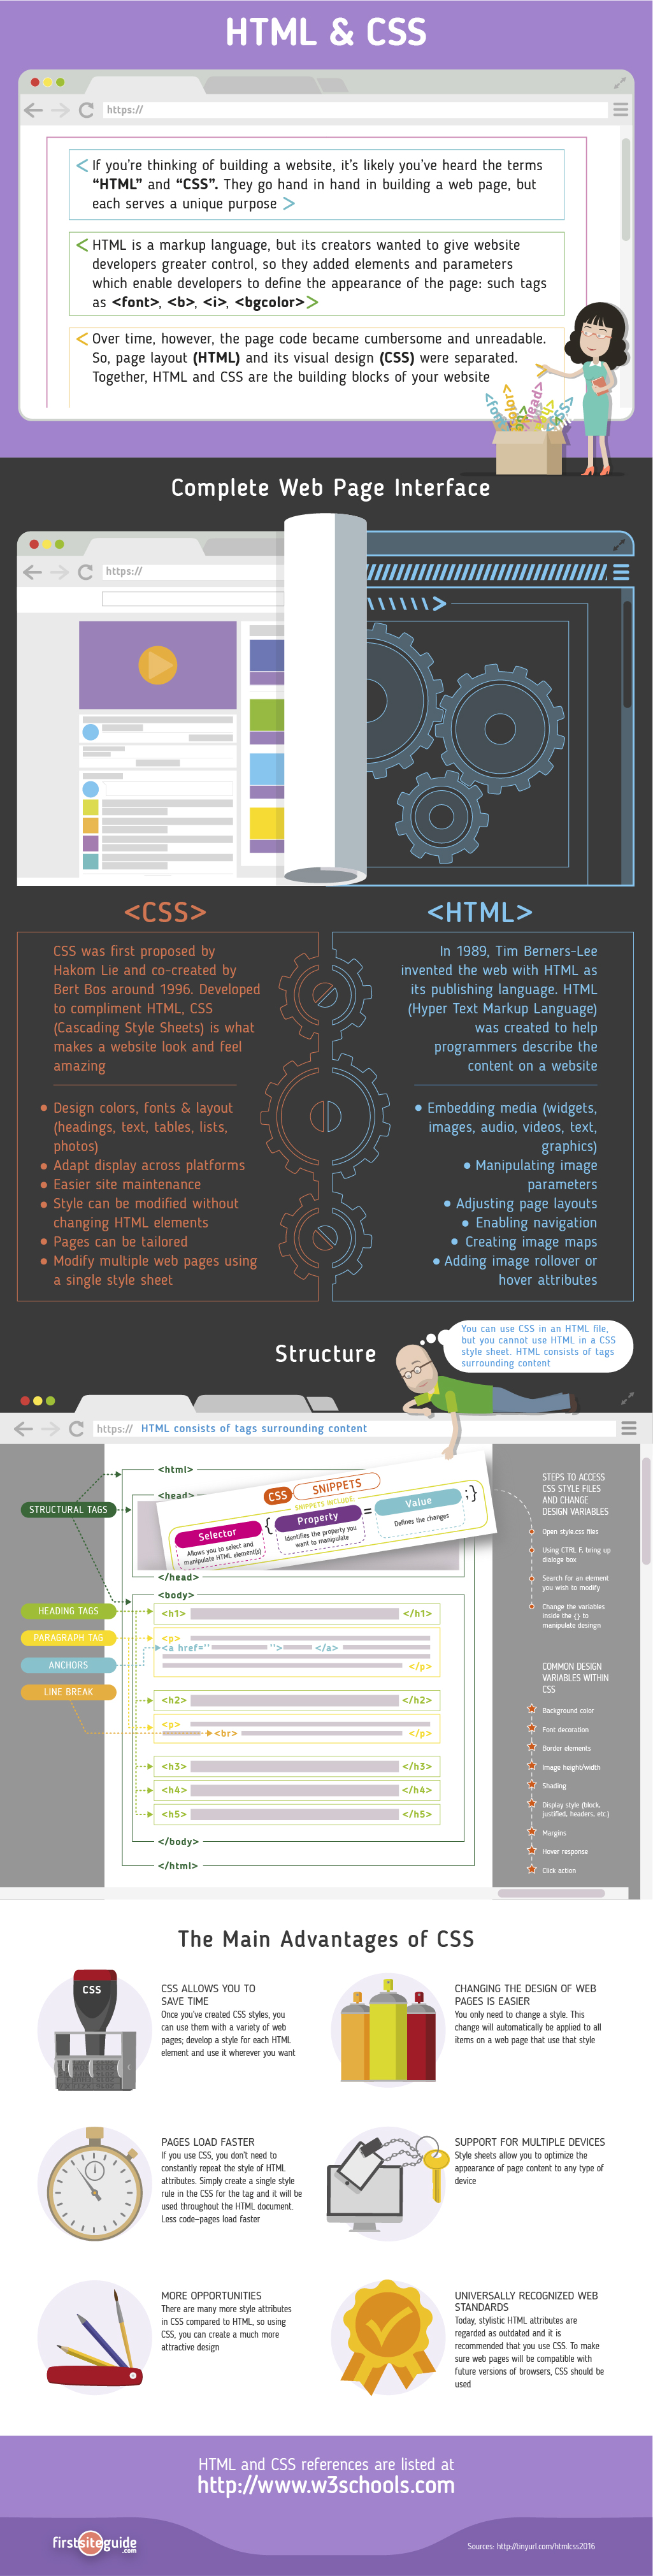 HTML & CSS
https://
< If you're thinking of building a website, it's likely you've heard the terms
"HTML" and "CSS". They go hand in hand in building a web page, but
each serves a unique purpose >
< HTML is a markup language, but its creators wanted to give website
developers greater control, so they added elements and parameters
which enable developers to define the appearance of the page: such tags
as <font>, <b>, <i>, <bgcolor> >
< Over time, however, the page code became cumbersome and unreadable.
So, page layout (HTML) and its visual design (CSS) were separated.
Together, HTML and CSS are the building blocks of your website
Complete Web Page Interface
https://
<CSS>
CSS was first proposed by
Hakom Lie and co-created by
Bert Bos around 1996. Developed
to compliment HTML, CSS
(Cascading Style Sheets) is what
makes a website look and feel
amazing
Design colors, fonts & layout
(headings, text, tables, lists,
photos)
Adapt display across platforms
Easier site maintenance
Style can be modified without
changing HTML elements
Pages can be tailored
Modify multiple web pages using
a single style sheet
<HTML>
In 1989, Tim Berners-Lee
invented the web with HTML as
its publishing language. HTML
(Hyper Text Markup Language)
was created to help
programmers describe the
content on a website
Embedding media (widgets,
images, audio, videos, text,
graphics)
Manipulating image
parameters
Adjusting page layouts
Enabling navigation
Creating image maps
Adding image rollover or
hover attributes
Structure
You can use CSS in an HTML file,
but you cannot use HTML in a CSS
style sheet. HTML consists of tags
surrounding content
https:// HTML consists of tags surrounding content
STRUCTURAL TAGS
HEADING TAGS
PARAGRAPH TAG
ANCHORS
LINE BREAK
<html>
<head>
CSS SNIPPETS
SNIPPETS INCLUDE:
Selector { Property = Value ;}
Allows you to select and
manipulate HTML element(s)
Identifies the property you
want to manipulate
Defines the changes
</head>
<body>
<h1> </h1>
<p>
<a href=" "> </a>
</p>
<h2> </h2>
<p>
<br> </p>
<h3> </h3>
<h4> </h4>
<h5> </h5>
</body>
</html>
STEPS TO ACCESS
CSS STYLE FILES
AND CHANGE
DESIGN VARIABLES
Open style.css files
Using CTRL F, bring up
dialoge box
Search for an element
you wish to modify
Change the variables
inside the {} to
manipulate desingn
COMMON DESIGN
VARIABLES WITHIN
CSS
Background color
Font decoration
Border elements
Image height/width
Shading
Display style (block,
justified, headers, etc.)
Margins
Hover response
Click action
The Main Advantages of CSS
CSS
CSS ALLOWS YOU TO
SAVE TIME
Once you've created CSS styles, you
can use them with a variety of web
pages; develop a style for each HTML
element and use it wherever you want
CHANGING THE DESIGN OF WEB
PAGES IS EASIER
You only need to change a style. This
change will automatically be applied to all
items on a web page that use that style
PAGES LOAD FASTER
If you use CSS, you don't need to
constantly repeat the style of HTML
attributes. Simply create a single style
rule in the CSS for the tag and it will be
used throughout the HTML document.
Less code-pages load faster
SUPPORT FOR MULTIPLE DEVICES
Style sheets allow you to optimize the
appearance of page content to any type of
device
MORE OPPORTUNITIES
There are many more style attributes
in CSS compared to HTML, so using
CSS, you can create a much more
attractive design
UNIVERSALLY RECOGNIZED WEB
STANDARDS
Today, stylistic HTML attributes are
regarded as outdated and it is
recommended that you use CSS. To make
sure web pages will be compatible with
future versions of browsers, CSS should be
used
HTML and CSS references are listed at
http://www.w3schools.com
firstsiteguide
.com
Sources: http://tinyurl.com/htmlcss2016